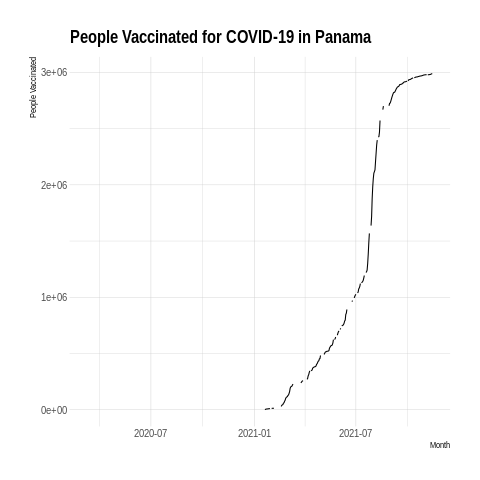 People Vaccinated for COVID-19 in Panama
People Vaccinated
3e+06
2e+06
1e+06
0e+00
2020-07
2021-01
2021-07
Month